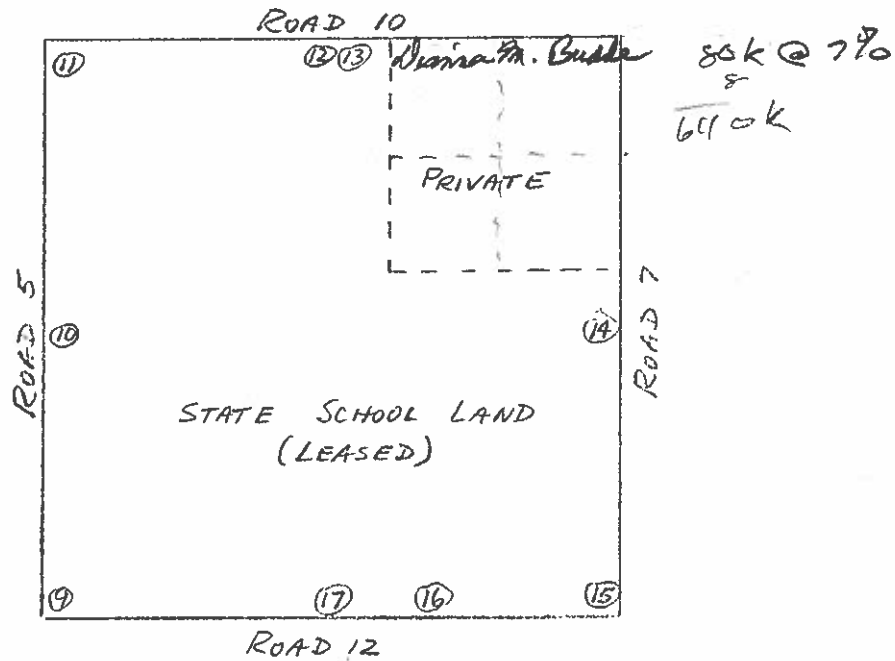 ROAD 10
⑪ ⑫ ⑬ M. 80k @ 7%
8
640k
PRIVATE
ROAD 5
⑩
⑭
ROAD 7
STATE SCHOOL LAND
(LEASED)
⑨ ⑰ ⑯ ⑮
ROAD 12